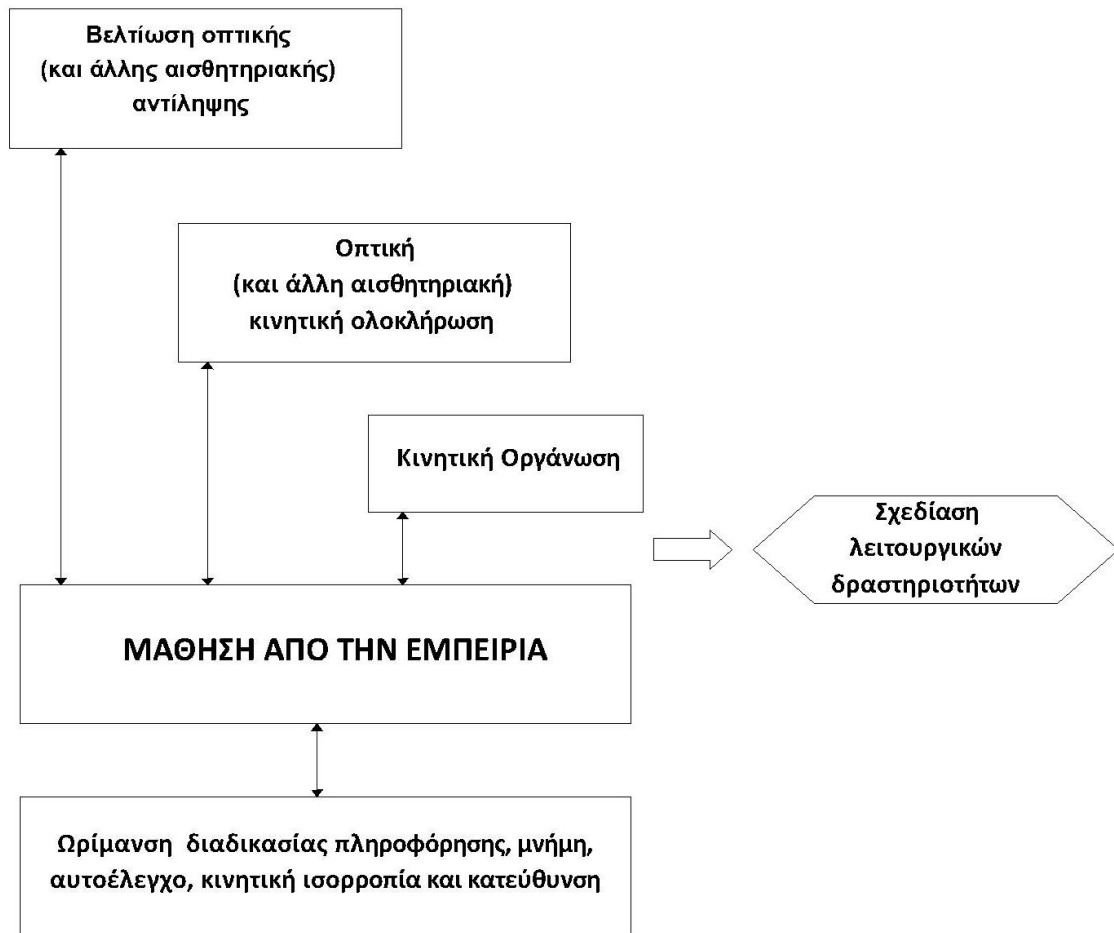 Βελτίωση οπτικής
(και άλλης αισθητηριακής)
αντίληψης
Οπτική
(και άλλη αισθητηριακή)
κινητική ολοκλήρωση
Κινητική Οργάνωση
Σχεδίαση
λειτουργικών
δραστηριοτήτων
ΜΑΘΗΣΗ ΑΠΟ ΤΗΝ ΕΜΠΕΙΡΙΑ
Ωρίμανση διαδικασίας πληροφόρησης, μνήμη,
αυτοέλεγχο, κινητική ισορροπία και κατεύθυνση